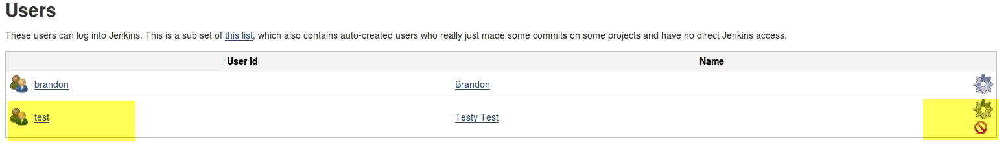 Users
These users can log into Jenkins. This is a sub set of this list, which also contains auto-created users who really just made some commits on some projects and have no direct Jenkins access.
User Id Name
brandon Brandon
test Testy Test